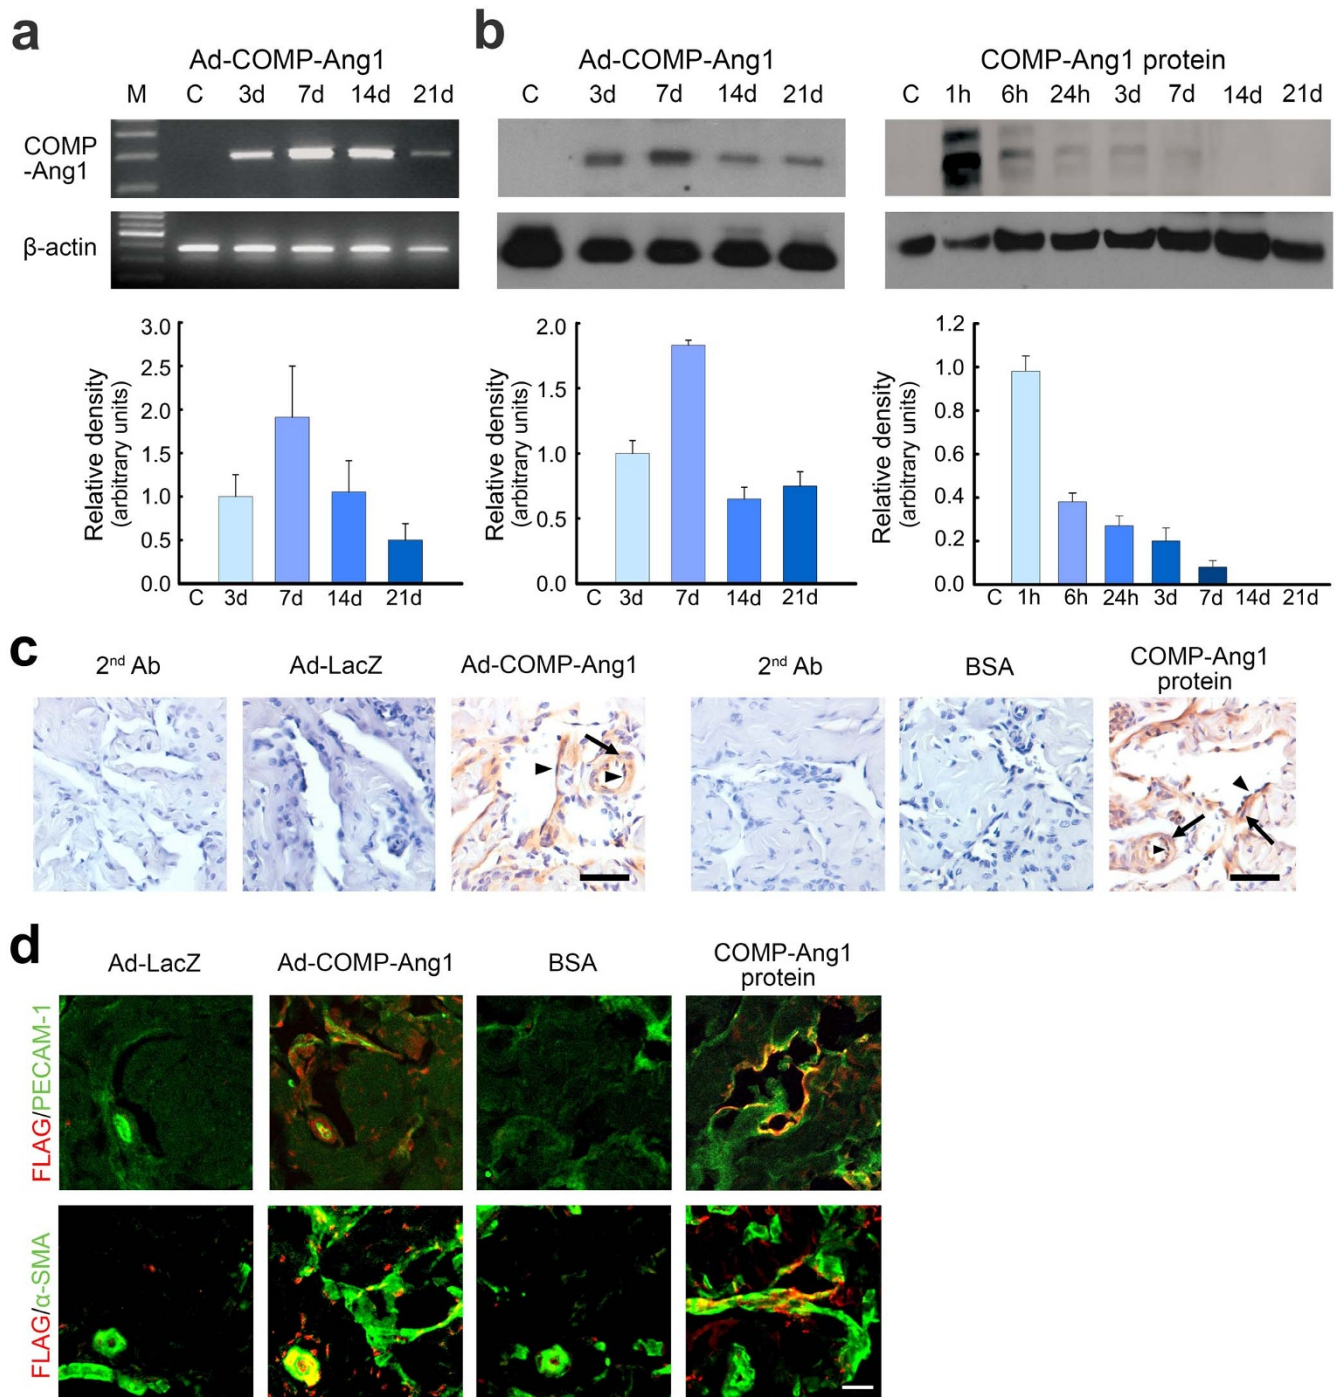 a
Ad-COMP-Ang1
M C 3d 7d 14d 21d
COMP
-Ang1
β-actin
Relative density
(arbitrary units)
3.0
2.5
2.0
1.5
1.0
0.5
0.0
C 3d 7d 14d 21d
b
Ad-COMP-Ang1
C 3d 7d 14d 21d
Relative density
(arbitrary units)
2.0
1.5
1.0
0.5
0.0
C 3d 7d 14d 21d
COMP-Ang1 protein
C 1h 6h 24h 3d 7d 14d 21d
Relative density
(arbitrary units)
1.2
1.0
0.8
0.6
0.4
0.2
0.0
C 1h 6h 24h 3d 7d 14d 21d
c
2nd Ab
Ad-LacZ
Ad-COMP-Ang1
2nd Ab
BSA
COMP-Ang1
protein
d
Ad-LacZ
Ad-COMP-Ang1
BSA
COMP-Ang1
protein
FLAG/PECAM-1
FLAG/α-SMA